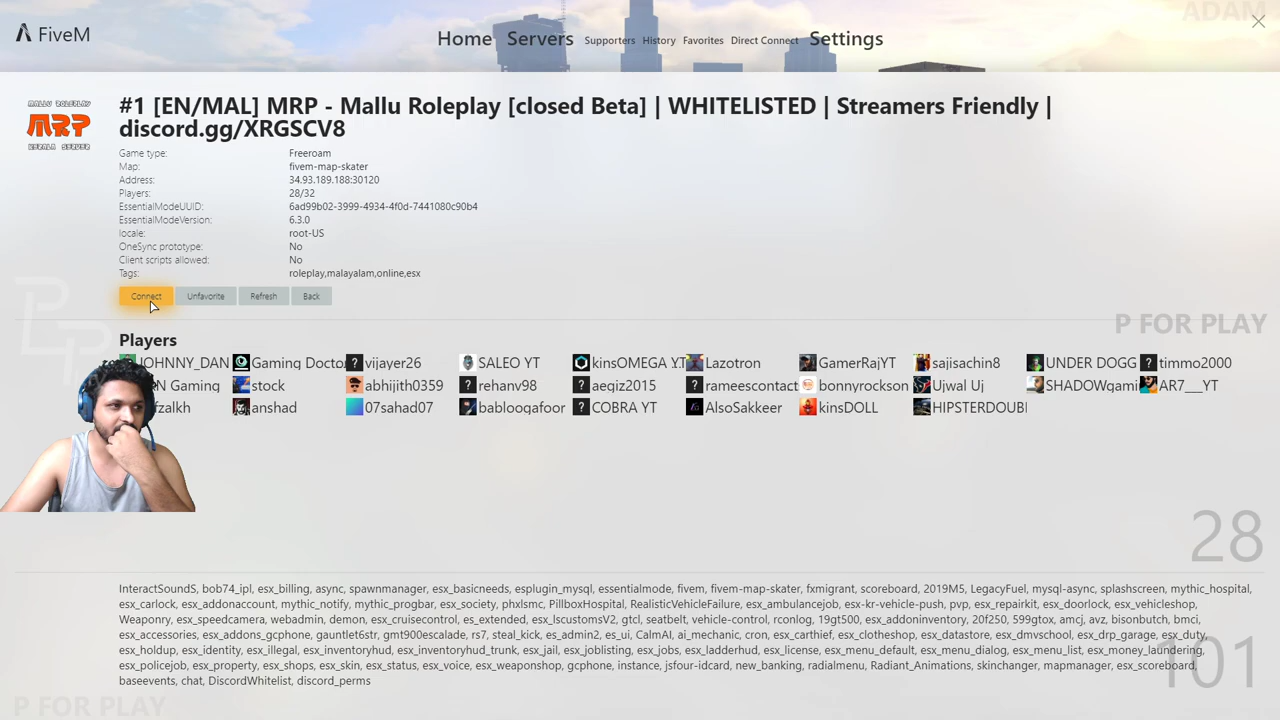 ADAM
FiveM
Home Servers Supporters History Favorites Direct Connect Settings
MALLU ROLEPLAY
MRP
KERALA SERVER
#1 [EN/MAL] MRP - Mallu Roleplay [closed Beta] | WHITELISTED | Streamers Friendly |
discord.gg/XRGSCV8
Game type: Freeroam
Map: fivem-map-skater
Address: 34.93.189.188:30120
Players: 28/32
EssentialModeUUID: 6ad99b02-3999-4934-4f0d-7441080c90b4
EssentialModeVersion: 6.3.0
locale: root-US
OneSync prototype: No
Client scripts allowed: No
Tags: roleplay,malayalam,online,esx
Connect Unfavorite Refresh Back
P FOR PLAY
Players
JOHNNY_DAN Gaming Docto vijayer26 SALEO YT kinsOMEGA Y.T Lazotron GamerRajYT sajisachin8 UNDER DOGG timmo2000
N Gaming stock abhijith0359 rehanv98 aegiz2015 rameescontact bonnyrockson Ujwal Uj SHADOWgami AR7___YT
fzalkh anshad 07sahad07 babloogafoor COBRA YT AlsoSakkeer kinsDOLL HIPSTERDOUBI
28
InteractSoundS, bob74_ipl, esx_billing, async, spawnmanager, esx_basicneeds, esplugin_mysql, essentialmode, fivem, fivem-map-skater, fxmigrant, scoreboard, 2019M5, LegacyFuel, mysql-async, splashscreen, mythic_hospital,
esx_carlock, esx_addonaccount, mythic_notify, mythic_progbar, esx_society, phxlsmc, PillboxHospital, RealisticVehicleFailure, esx_ambulancejob, esx-kr-vehicle-push, pvp, esx_repairkit, esx_doorlock, esx_vehicleshop,
Weaponry, esx_speedcamera, webadmin, demon, esx_cruisecontrol, es_extended, esx_lscustomsV2, gtcl, seatbelt, vehicle-control, rconlog, 19gt500, esx_addoninventory, 20f250, 599gtox, amcj, avz, bisonbutch, bmci,
esx_accessories, esx_addons_gcphone, gauntlet6str, gmt900escalade, rs7, steal_kick, es_admin2, es_ui, CalmAI, ai_mechanic, cron, esx_carthief, esx_clotheshop, esx_datastore, esx_dmvschool, esx_drp_garage, esx_duty,
esx_holdup, esx_identity, esx_illegal, esx_inventoryhud, esx_inventoryhud_trunk, esx_jail, esx_joblisting, esx_jobs, esx_ladderhud, esx_license, esx_menu_default, esx_menu_dialog, esx_menu_list, esx_money_laundering,
esx_policejob, esx_property, esx_shops, esx_skin, esx_status, esx_voice, esx_weaponshop, gcphone, instance, jsfour-idcard, new_banking, radialmenu, Radiant_Animations, skinchanger, mapmanager, esx_scoreboard,
baseevents, chat, DiscordWhitelist, discord_perms
101
P FOR PLAY